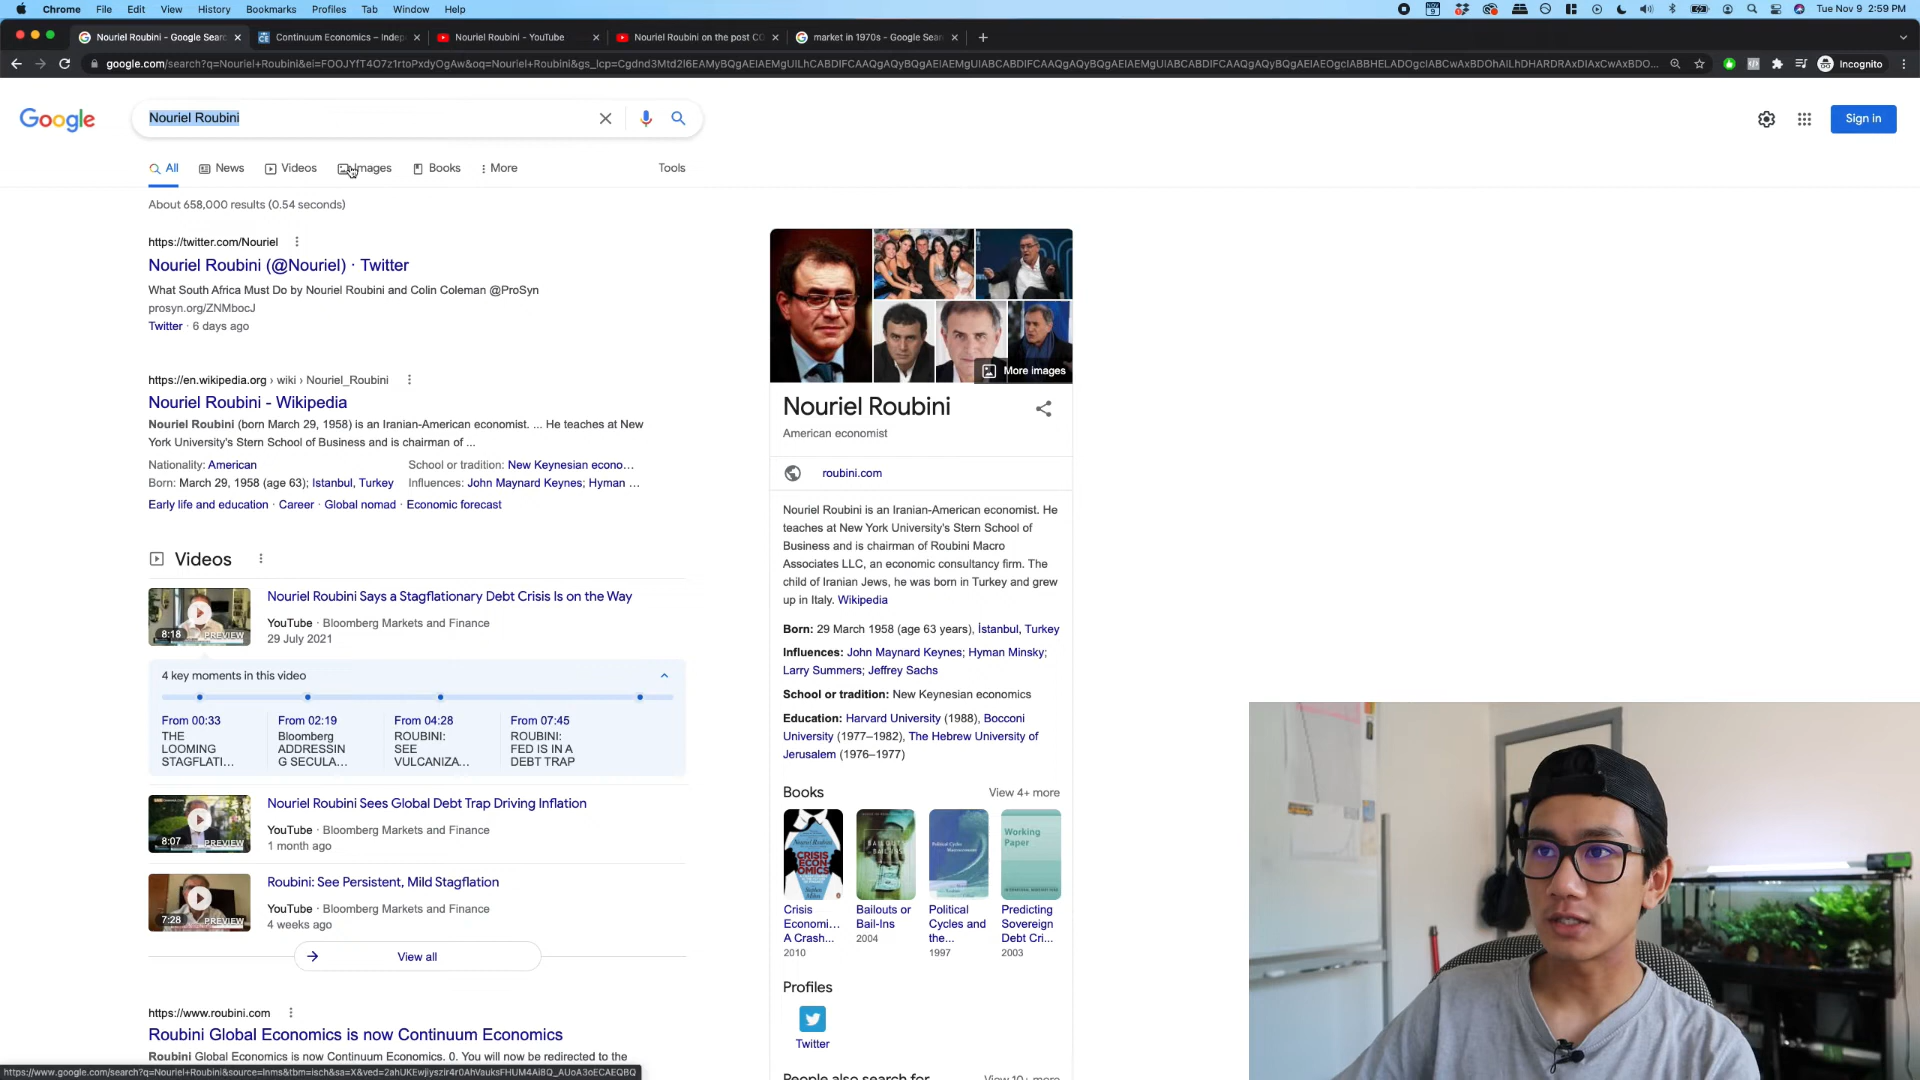 Chrome File Edit View History Bookmarks Profiles Tab Window Help Tue Nov 9 2:59 PM
Nouriel Roubini - Google Sear Continuum Economics – Indep Nouriel Roubini - YouTube Nouriel Roubini on the post CO market in 1970s - Google Sear
Incognito
Google
Nouriel Roubini
Sign in
All News Videos Images Books More Tools
About 658,000 results (0.54 seconds)
https://twitter.com/Nouriel
Nouriel Roubini (@Nouriel) · Twitter
What South Africa Must Do by Nouriel Roubini and Colin Coleman @ProSyn
prosyn.org/ZNMbocJ
Twitter · 6 days ago
https://en.wikipedia.org › wiki › Nouriel_Roubini
Nouriel Roubini - Wikipedia
Nouriel Roubini (born March 29, 1958) is an Iranian-American economist. ... He teaches at New
York University's Stern School of Business and is chairman of ...
Nationality: American School or tradition: New Keynesian econo...
Born: March 29, 1958 (age 63); Istanbul, Turkey Influences: John Maynard Keynes; Hyman ...
Early life and education · Career · Global nomad · Economic forecast
Videos
Nouriel Roubini Says a Stagflationary Debt Crisis Is on the Way
YouTube · Bloomberg Markets and Finance
29 July 2021
8:18 PREVIEW
4 key moments in this video
From 00:33
THE
LOOMING
STAGFLATI...
From 02:19
Bloomberg
ADDRESSIN
G SECULA...
From 04:28
ROUBINI:
SEE
VULCANIZA...
From 07:45
ROUBINI:
FED IS IN A
DEBT TRAP
Nouriel Roubini Sees Global Debt Trap Driving Inflation
YouTube · Bloomberg Markets and Finance
1 month ago
8:07 PREVIEW
Roubini: See Persistent, Mild Stagflation
YouTube · Bloomberg Markets and Finance
4 weeks ago
7:28 PREVIEW
View all
https://www.roubini.com
Roubini Global Economics is now Continuum Economics
Roubini Global Economics is now Continuum Economics. 0. You will now be redirected to the
More images
Nouriel Roubini
American economist
roubini.com
Nouriel Roubini is an Iranian-American economist. He
teaches at New York University's Stern School of
Business and is chairman of Roubini Macro
Associates LLC, an economic consultancy firm. The
child of Iranian Jews, he was born in Turkey and grew
up in Italy. Wikipedia
Born: 29 March 1958 (age 63 years), İstanbul, Turkey
Influences: John Maynard Keynes; Hyman Minsky;
Larry Summers; Jeffrey Sachs
School or tradition: New Keynesian economics
Education: Harvard University (1988), Bocconi
University (1977–1982), The Hebrew University of
Jerusalem (1976–1977)
Books View 4+ more
Working
Paper
Crisis
Economi...
A Crash...
2010
Bailouts or
Bail-Ins
2004
Political
Cycles and
the...
1997
Predicting
Sovereign
Debt Cri...
2003
Profiles
Twitter
People also search for View 10+ more